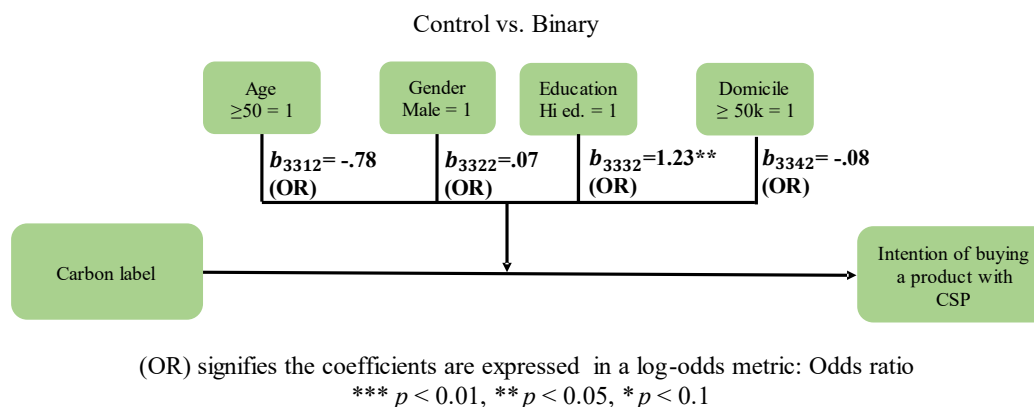 Control vs. Binary
Age
≥50 = 1
Gender
Male = 1
Education
Hi ed. = 1
Domicile
≥ 50k = 1
b3312= -.78
(OR)
b3322=.07
(OR)
b3332=1.23**
(OR)
b3342= -.08
(OR)
Carbon label
Intention of buying
a product with
CSP
(OR) signifies the coefficients are expressed in a log-odds metric: Odds ratio
*** p < 0.01, ** p < 0.05, * p < 0.1